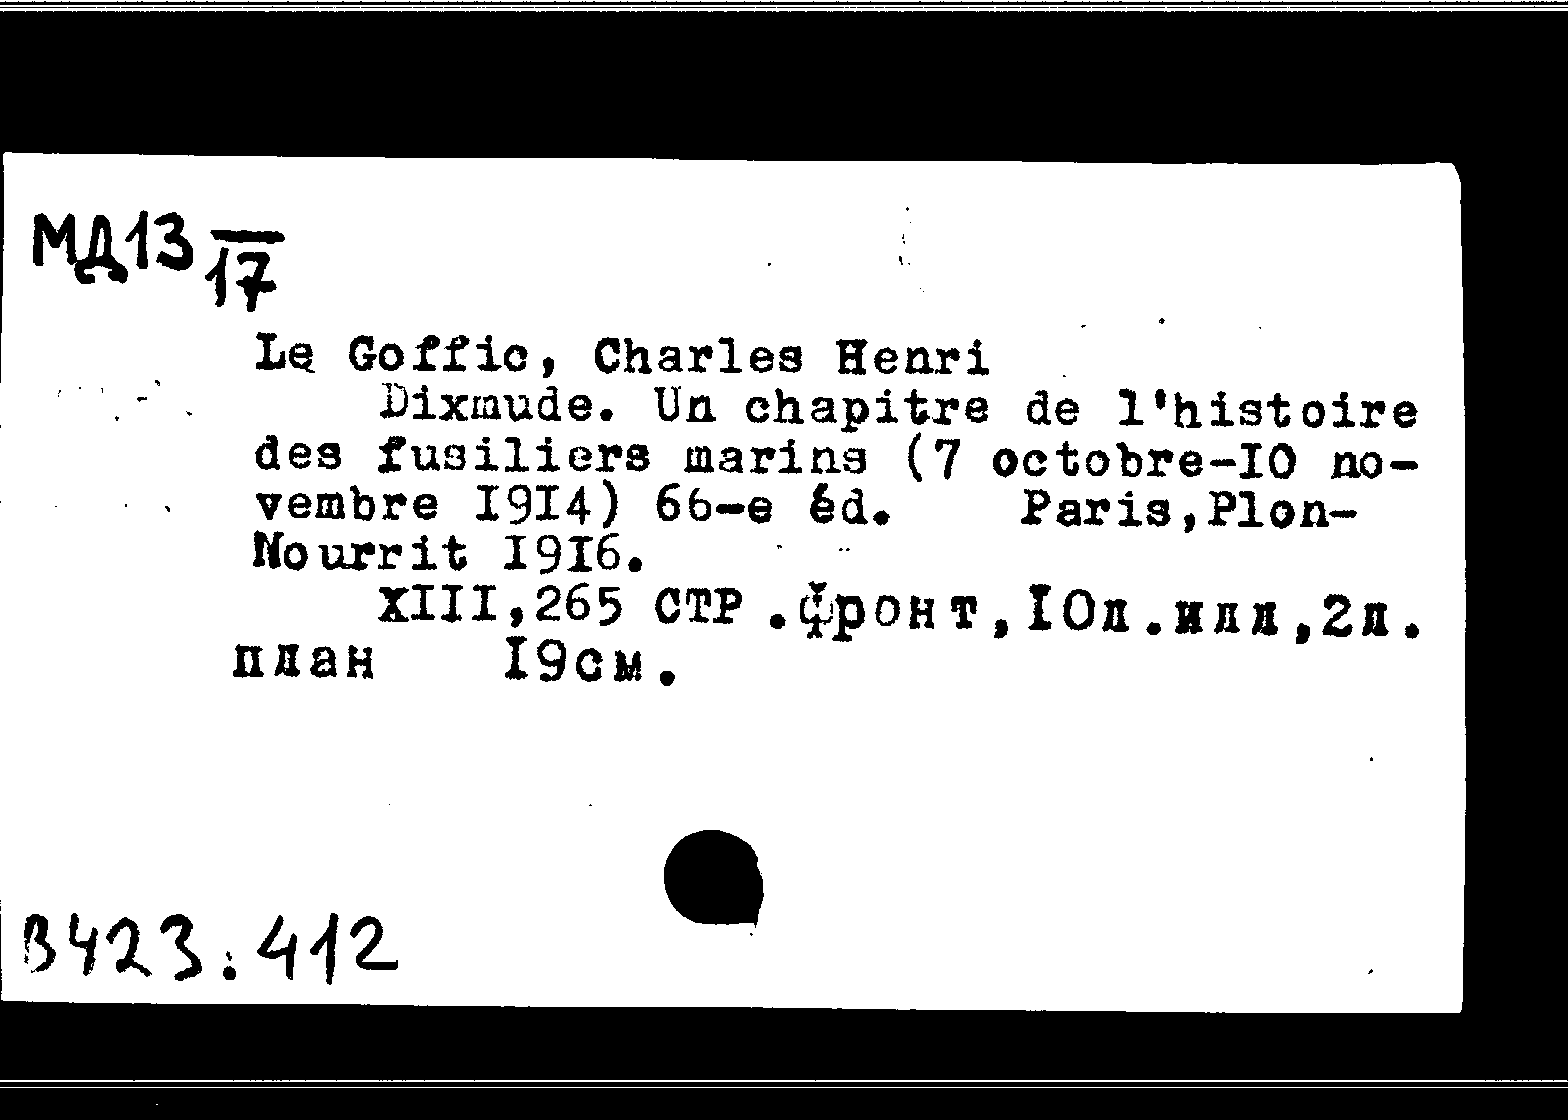 МД13 17
Le Goffic, Charles Henri
Dixmude. Un chapitre de l'histoire
des fusiliers marins (7 octobre-IO no-
vembre I9I4) 66-e éd. Paris,Plon-
Nourrit I9I6.
XIII,265 СТР.фронт,IOл.илл,2л.
план I9см.
В423.412